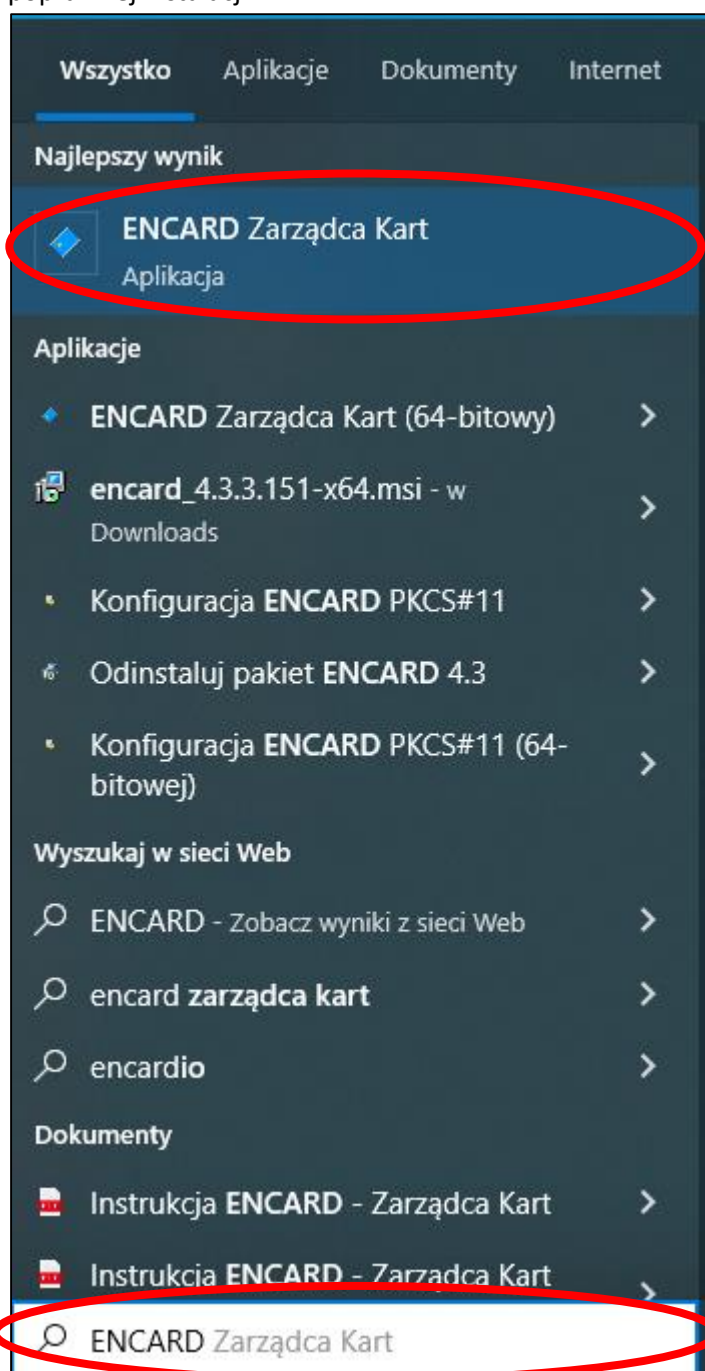 Wszystko Aplikacje Dokumenty Internet
Najlepszy wynik
ENCARD Zarządca Kart
Aplikacja
Aplikacje
ENCARD Zarządca Kart (64-bitowy)
encard_4.3.3.151-x64.msi - w
Downloads
Konfiguracja ENCARD PKCS#11
Odinstaluj pakiet ENCARD 4.3
Konfiguracja ENCARD PKCS#11 (64-
bitowej)
Wyszukaj w sieci Web
ENCARD - Zobacz wyniki z sieci Web
encard zarządca kart
encardio
Dokumenty
Instrukcja ENCARD - Zarządca Kart
Instrukcja ENCARD - Zarządca Kart
ENCARD Zarządca Kart